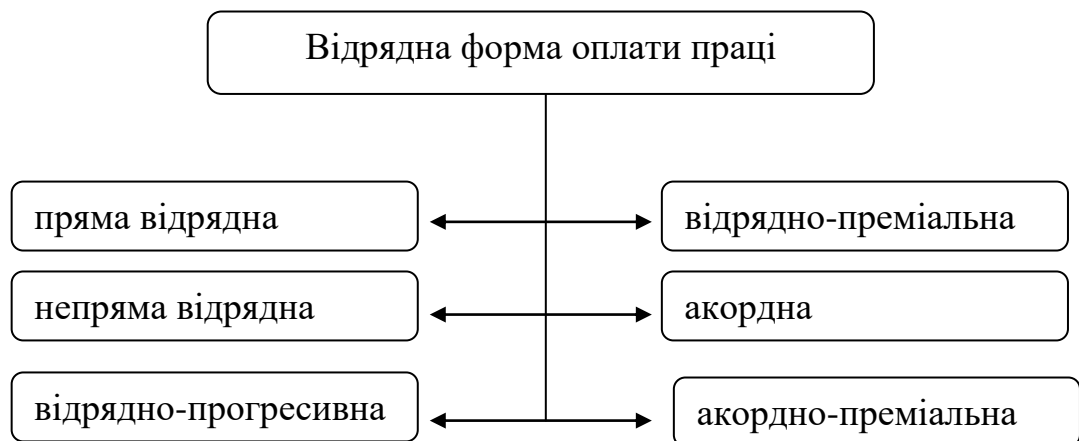 Відрядна форма оплати праці
пряма відрядна
відрядно-преміальна
непряма відрядна
акордна
відрядно-прогресивна
акордно-преміальна